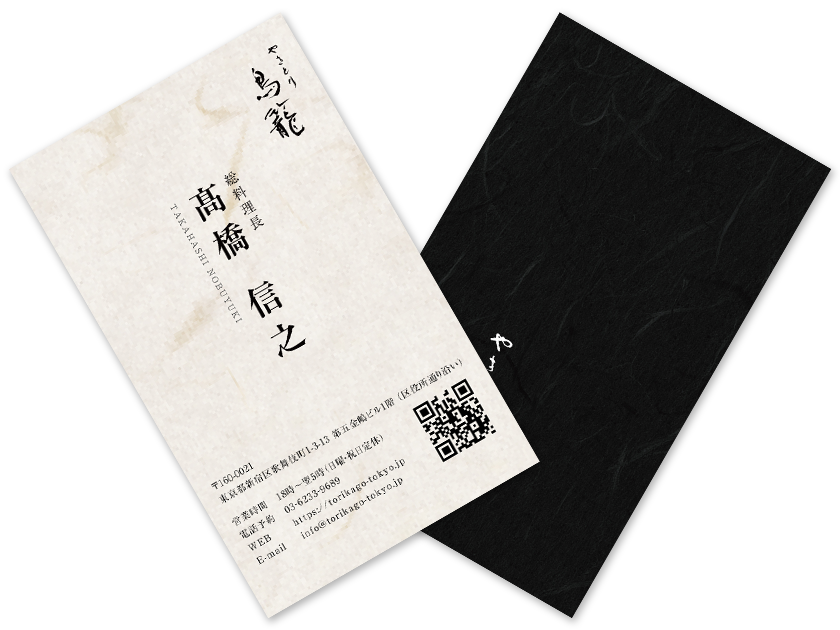 やきとり
鳥籠
総料理長
髙橋 信之
TAKAHASHI NOBUYUKI
〒160-0021
東京都新宿区歌舞伎町1-3-13 第五金嶋ビル1階(区役所通り沿い)
営業時間 18時〜翌5時(日曜・祝日定休)
電話予約 03-6233-9689
WEB https://torikago-tokyo.jp
E-mail info@torikago-tokyo.jp
や